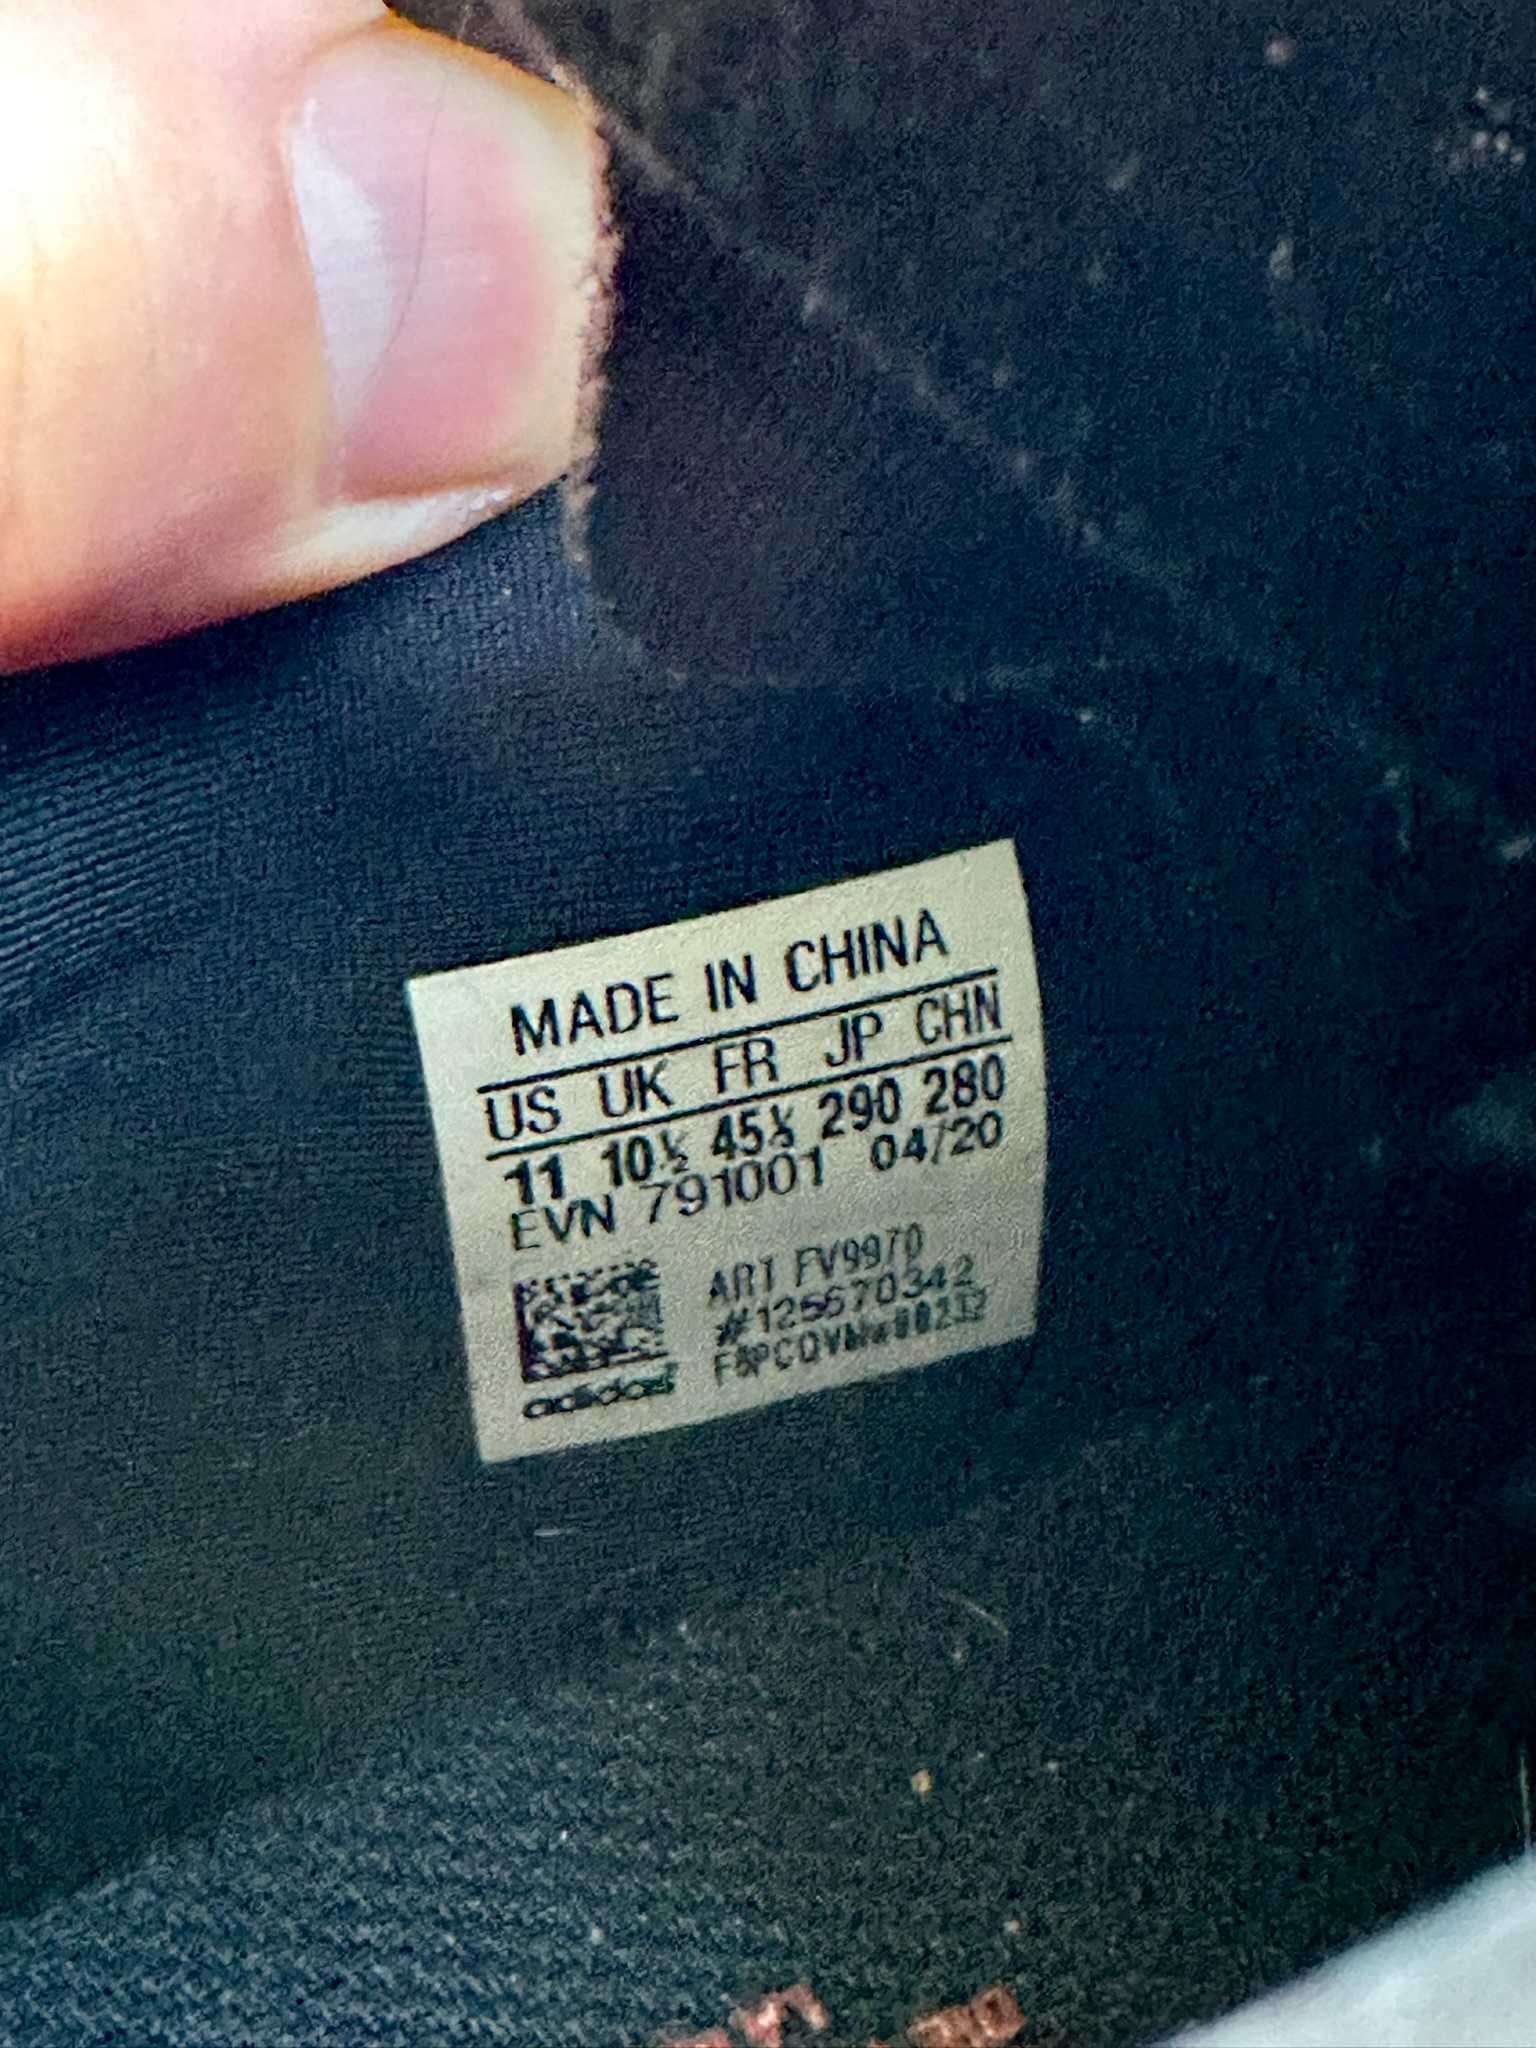 MADE IN CHINA
US UK FR JP CHN
11 10½ 45⅓ 290 280
EVN 791001 04/20
ART FV9970
#125670342
adidas